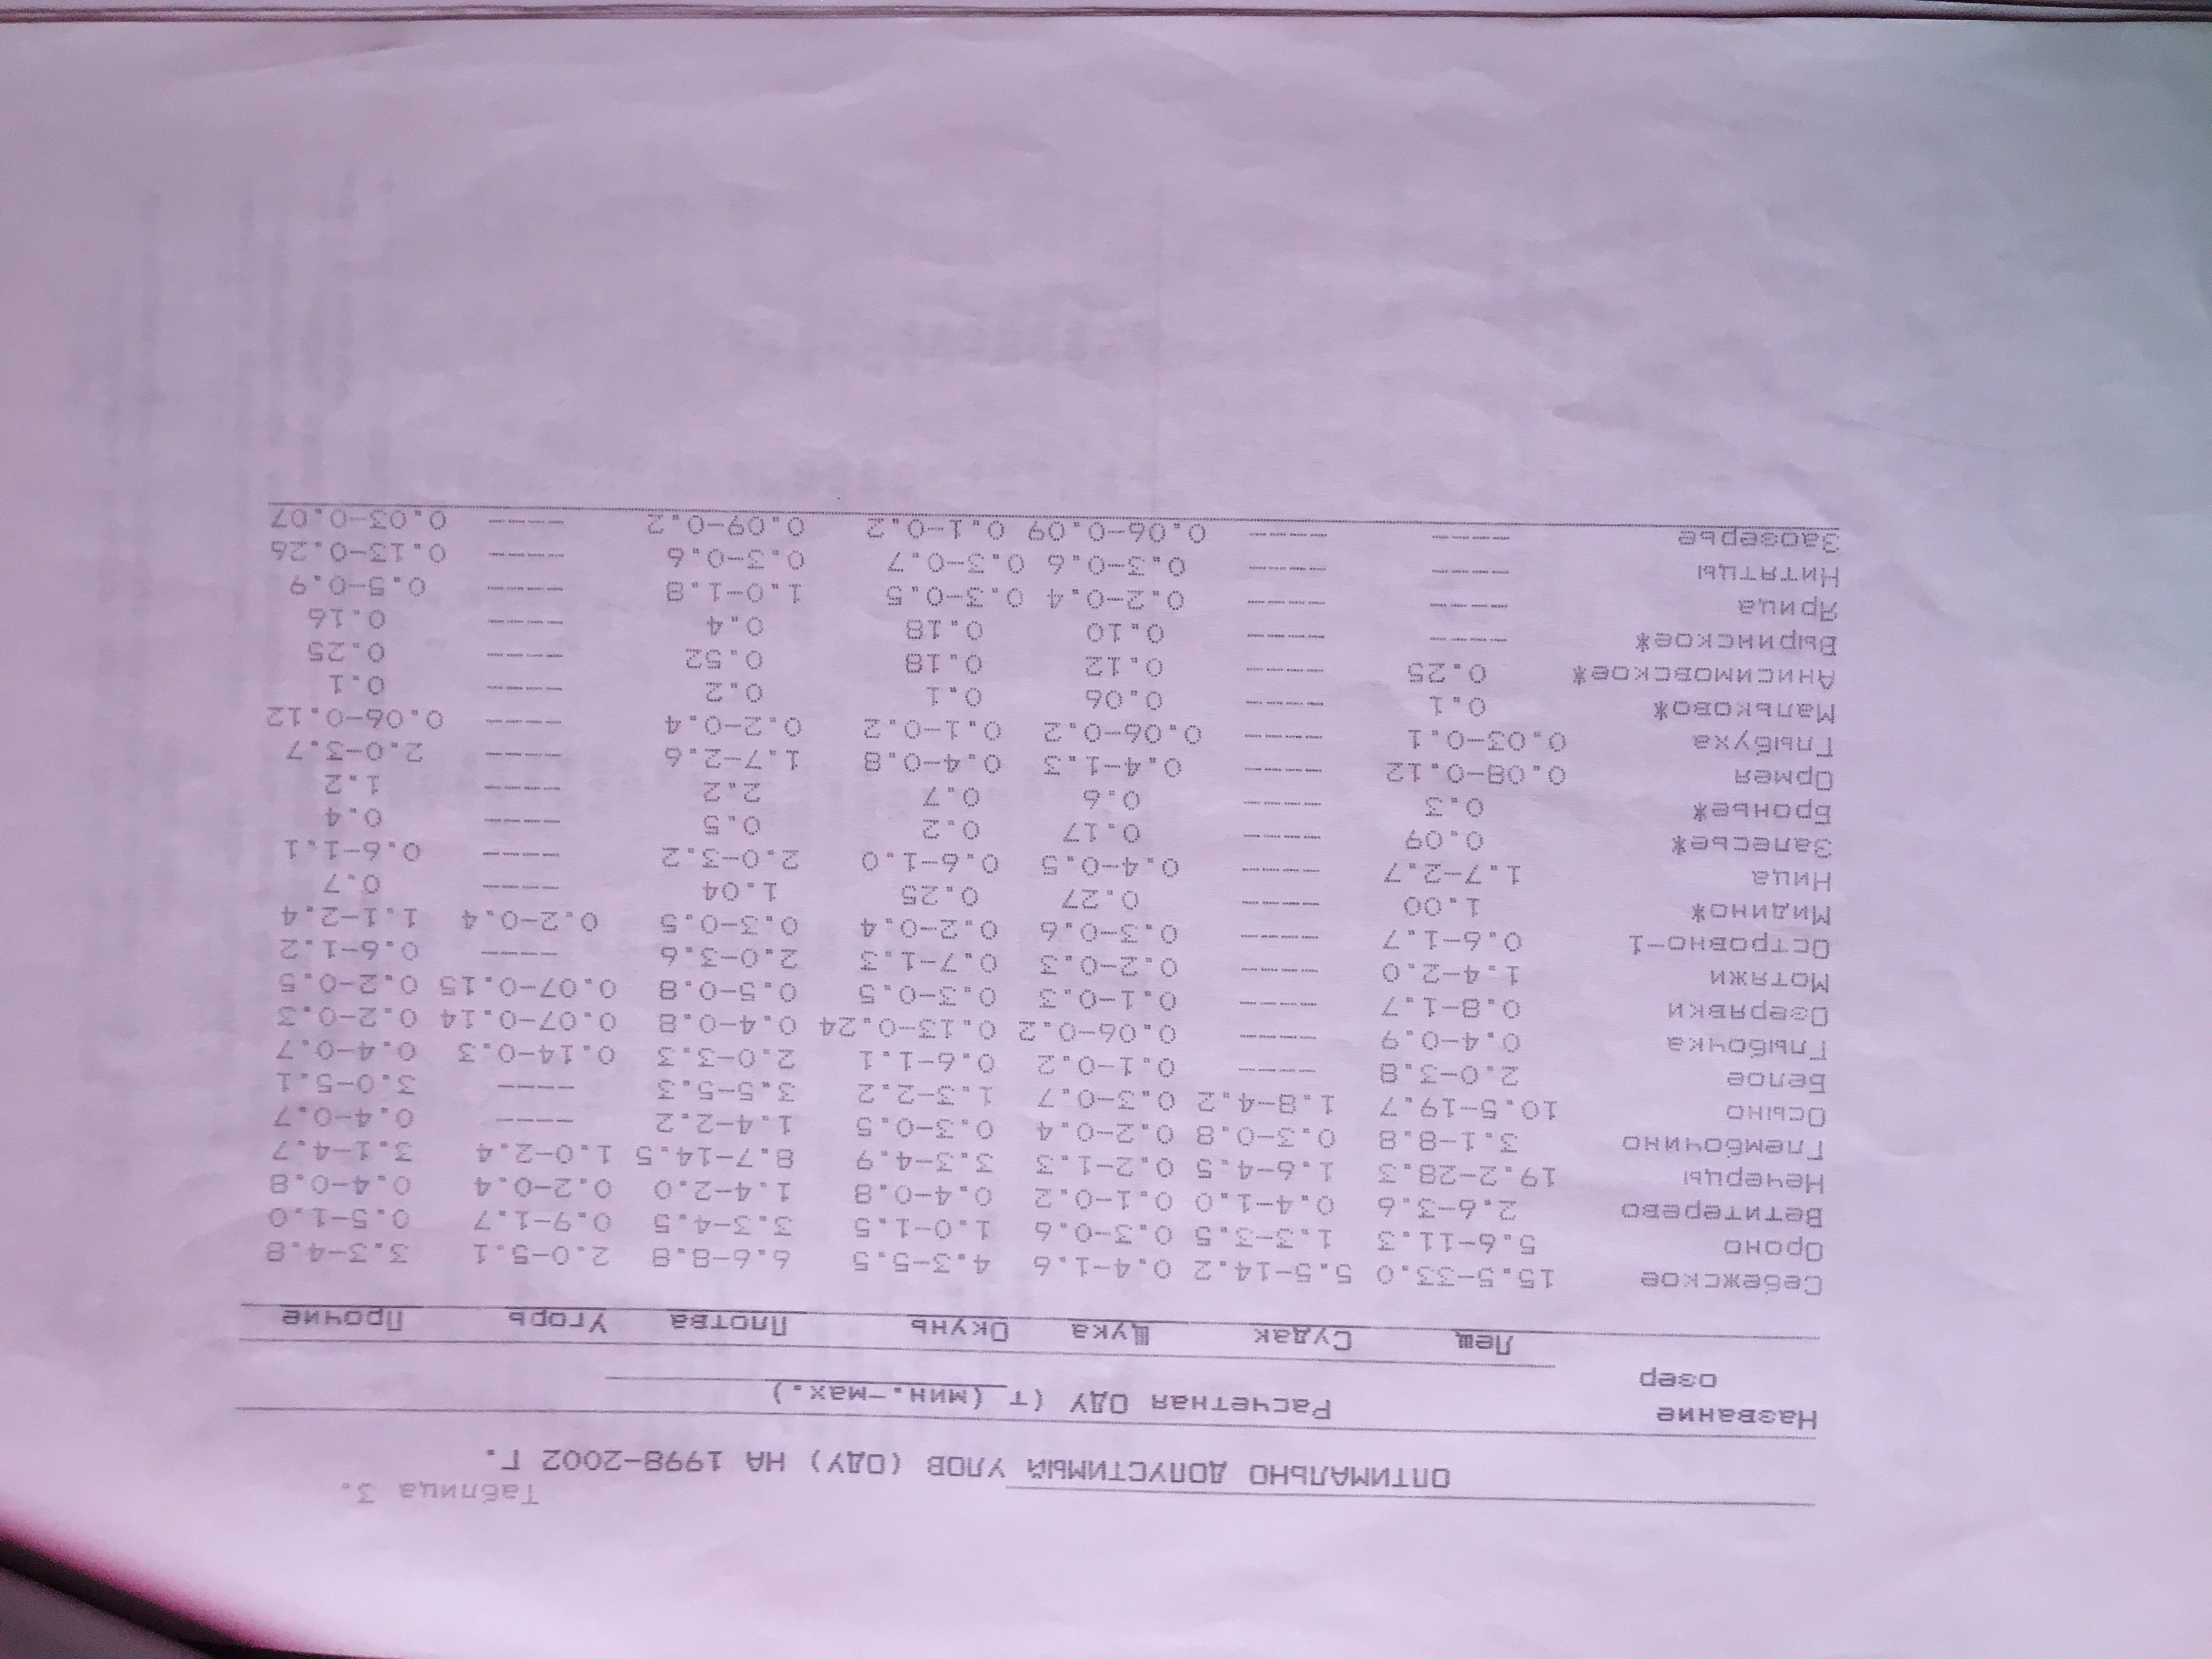 Таблица 3.
ОПТИМАЛЬНО ДОПУСТИМЫЙ УЛОВ (ОДУ) НА 1998-2002 Г.
Название озер Расчетная ОДУ (т (мин.-мах.)
Лещ Судак Щука Окунь Плотва Угорь Прочие
Себежское 15.5-33.0 5.5-14.2 0.4-1.6 4.3-5.5 6.6-8.8 2.0-5.1 3.3-4.8
Ороно 5.6-11.3 1.3-3.5 0.3-0.6 1.0-1.5 3.3-4.5 0.9-1.7 0.5-1.0
Ветитерево 2.6-3.6 0.4-1.0 0.1-0.2 0.4-0.8 1.4-2.0 0.2-0.4 0.4-0.8
Нечерцы 19.2-28.3 1.6-4.5 0.2-1.3 3.3-4.9 8.7-14.5 1.0-2.4 3.1-4.7
Глембочино 3.1-8.8 0.3-0.8 0.2-0.4 0.3-0.5 1.4-2.2 ---- 0.4-0.7
Осыно 10.5-19.7 1.8-4.2 0.3-0.7 1.3-2.2 3.5-5.3 ---- 3.0-5.1
Белое 2.0-3.8 ---- 0.1-0.2 0.6-1.1 2.0-3.3 0.14-0.3 0.4-0.7
Глыбочка 0.4-0.9 ---- 0.06-0.2 0.13-0.24 0.4-0.8 0.07-0.14 0.2-0.3
Озерявки 0.8-1.7 ---- 0.1-0.3 0.3-0.5 0.5-0.8 0.07-0.15 0.2-0.5
Мотяжи 1.4-2.0 ---- 0.2-0.3 0.7-1.3 2.0-3.6 ---- 0.6-1.2
Островно-1 0.6-1.7 ---- 0.3-0.6 0.2-0.4 0.3-0.5 0.2-0.4 1.1-2.4
Мидино* 1.00 ---- 0.27 0.25 1.04 ---- 0.7
Ница 1.7-2.7 ---- 0.4-0.5 0.6-1.0 2.0-3.2 ---- 0.6-1.1
Залесье* 0.09 ---- 0.17 0.2 0.5 ---- 0.4
Бронье* 0.3 ---- 0.6 0.7 2.2 ---- 1.2
Ормея 0.08-0.12 ---- 0.4-1.3 0.4-0.8 1.7-2.6 ---- 2.0-3.7
Глыбуха 0.03-0.1 ---- 0.06-0.2 0.1-0.2 0.2-0.4 ---- 0.06-0.12
Мальково* 0.1 ---- 0.06 0.1 0.2 ---- 0.1
Анисимовское* 0.25 ---- 0.12 0.18 0.52 ---- 0.25
Выринское* ---- ---- 0.10 0.18 0.4 ---- 0.16
Ярица ---- ---- 0.2-0.4 0.3-0.5 1.0-1.8 ---- 0.5-0.9
Нитятцы ---- ---- 0.3-0.6 0.3-0.7 0.3-0.6 ---- 0.13-0.26
Заозерье ---- ---- 0.06-0.09 0.1-0.2 0.09-0.2 ---- 0.03-0.07